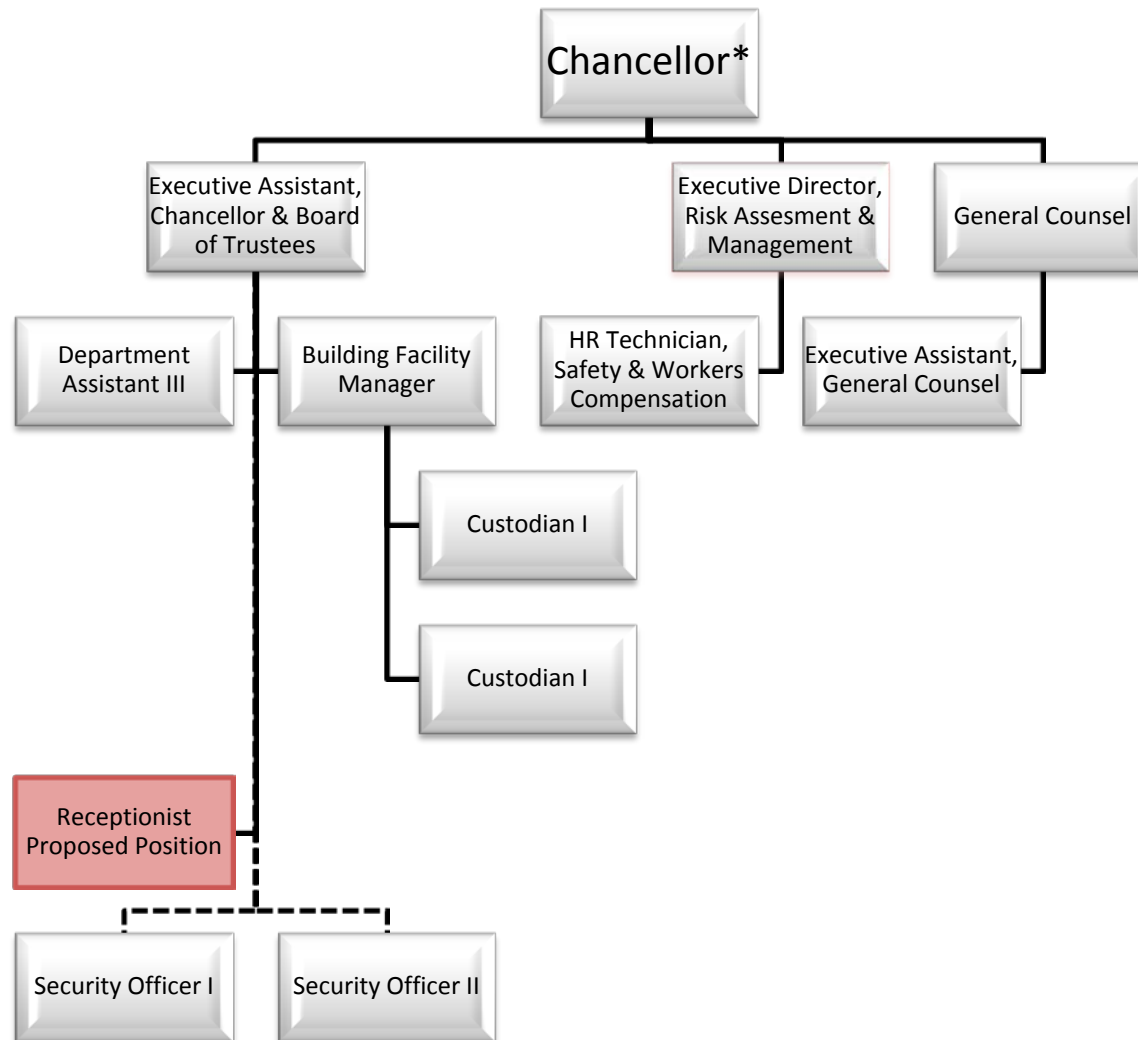 Chancellor*
Executive Assistant,
Chancellor & Board
of Trustees
Executive Director,
Risk Assesment &
Management
General Counsel
Department
Assistant III
Building Facility
Manager
HR Technician,
Safety & Workers
Compensation
Executive Assistant,
General Counsel
Custodian I
Custodian I
Receptionist
Proposed Position
Security Officer I
Security Officer II